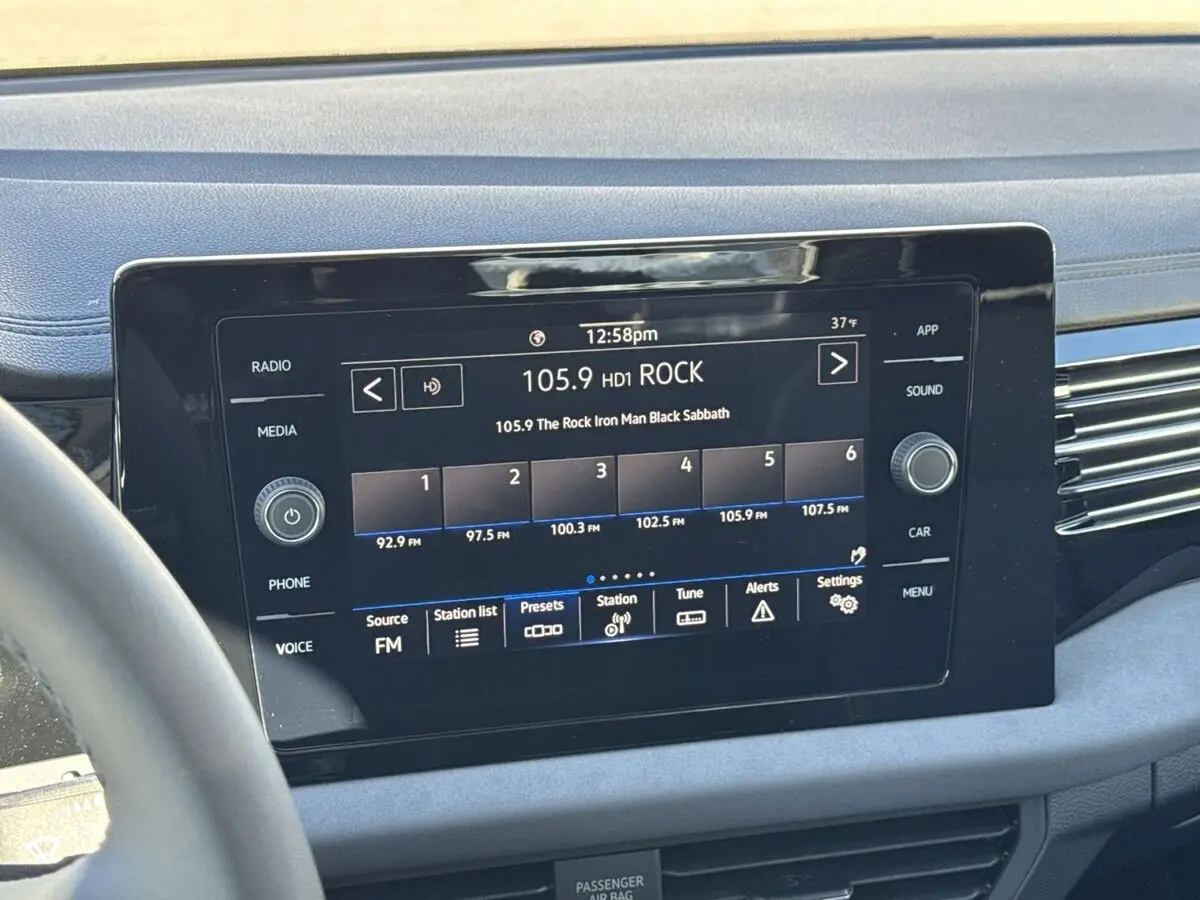 12:58pm
37°F
105.9 HD1 ROCK
105.9 The Rock Iron Man Black Sabbath
RADIO
MEDIA
PHONE
VOICE
APP
SOUND
CAR
MENU
HD
1 2 3 4 5 6
92.9 FM 97.5 FM 100.3 FM 102.5 FM 105.9 FM 107.5 FM
Source Station list Presets Station Tune Alerts Settings
FM
PASSENGER
AIR BAG